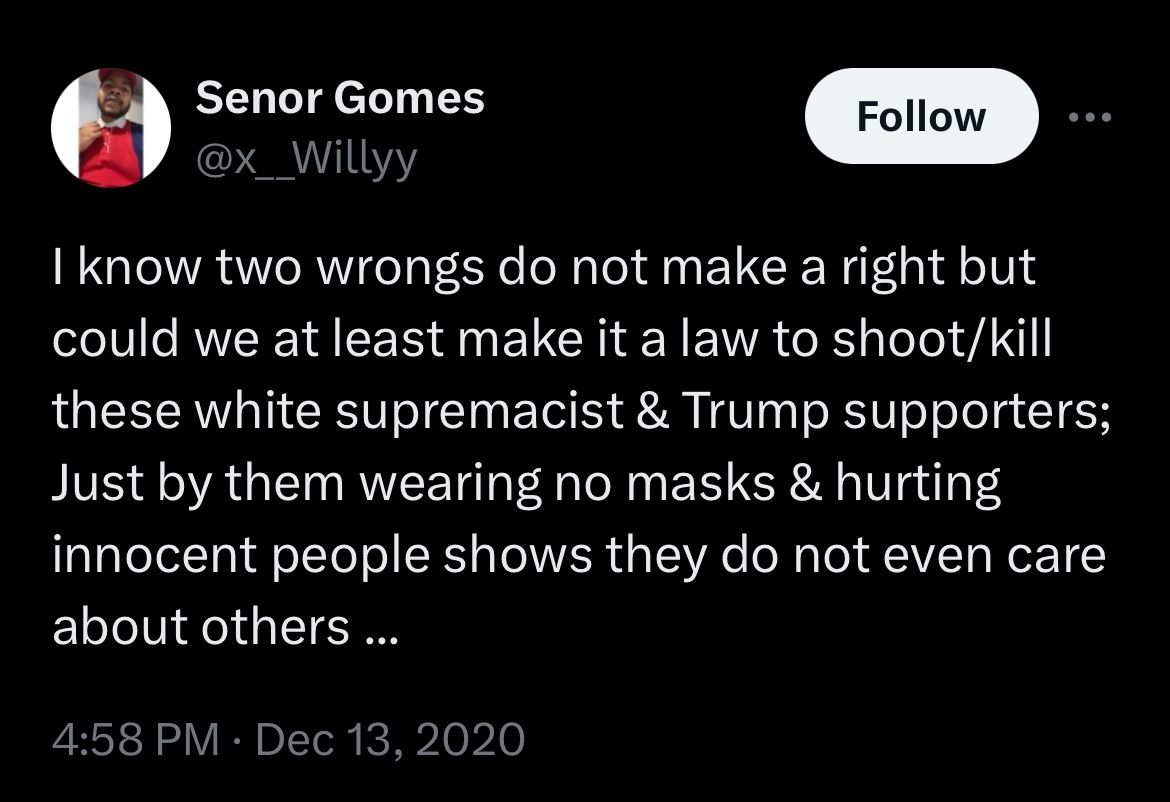 Senor Gomes
@x__Willyy
Follow
I know two wrongs do not make a right but
could we at least make it a law to shoot/kill
these white supremacist & Trump supporters;
Just by them wearing no masks & hurting
innocent people shows they do not even care
about others ...
4:58 PM · Dec 13, 2020